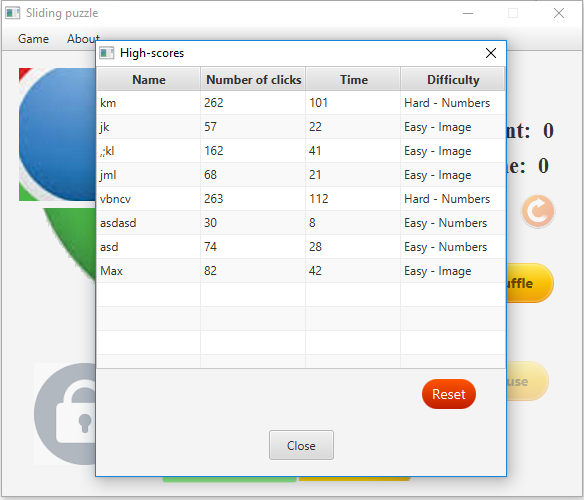 Sliding puzzle
Game About
High-scores
Name Number of clicks Time Difficulty
km 262 101 Hard - Numbers
jk 57 22 Easy - Image
,;kl 162 41 Easy - Image
jml 68 21 Easy - Image
vbncv 263 112 Hard - Numbers
asdasd 30 8 Easy - Numbers
asd 74 28 Easy - Numbers
Max 82 42 Easy - Image
nt: 0
e: 0
uffle
use
Reset
Close